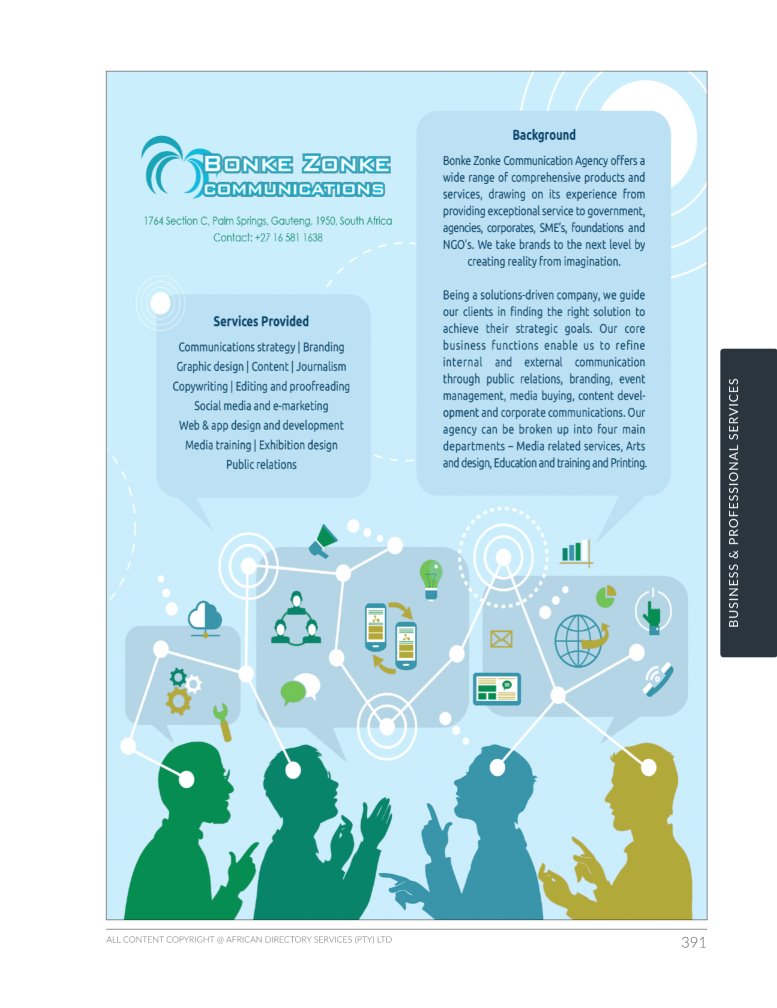 BONKE ZONKE
COMMUNICATIONS
1764 Section C, Palm Springs, Gauteng, 1950, South Africa
Contact: +27 16 581 1638
Services Provided
Communications strategy | Branding
Graphic design | Content | Journalism
Copywriting | Editing and proofreading
Social media and e-marketing
Web & app design and development
Media training | Exhibition design
Public relations
Background
Bonke Zonke Communication Agency offers a
wide range of comprehensive products and
services, drawing on its experience from
providing exceptional service to government,
agencies, corporates, SME's, foundations and
NGO's. We take brands to the next level by
creating reality from imagination.
Being a solutions-driven company, we guide
our clients in finding the right solution to
achieve their strategic goals. Our core
business functions enable us to refine
internal and external communication
through public relations, branding, event
management, media buying, content devel-
opment and corporate communications. Our
agency can be broken up into four main
departments – Media related services, Arts
and design, Education and training and Printing.
BUSINESS & PROFESSIONAL SERVICES
ALL CONTENT COPYRIGHT @ AFRICAN DIRECTORY SERVICES (PTY) LTD
391